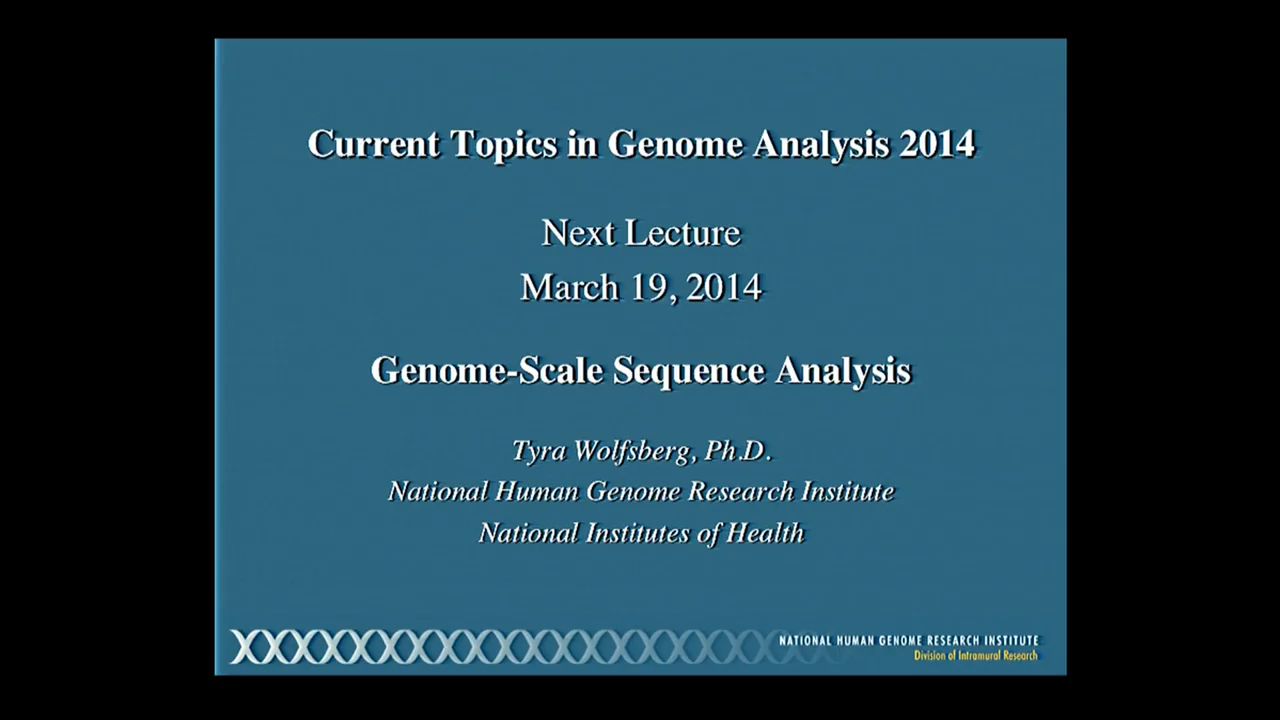 Current Topics in Genome Analysis 2014
Next Lecture
March 19, 2014
Genome-Scale Sequence Analysis
Tyra Wolfsberg, Ph.D.
National Human Genome Research Institute
National Institutes of Health
NATIONAL HUMAN GENOME RESEARCH INSTITUTE
Division of Intramural Research